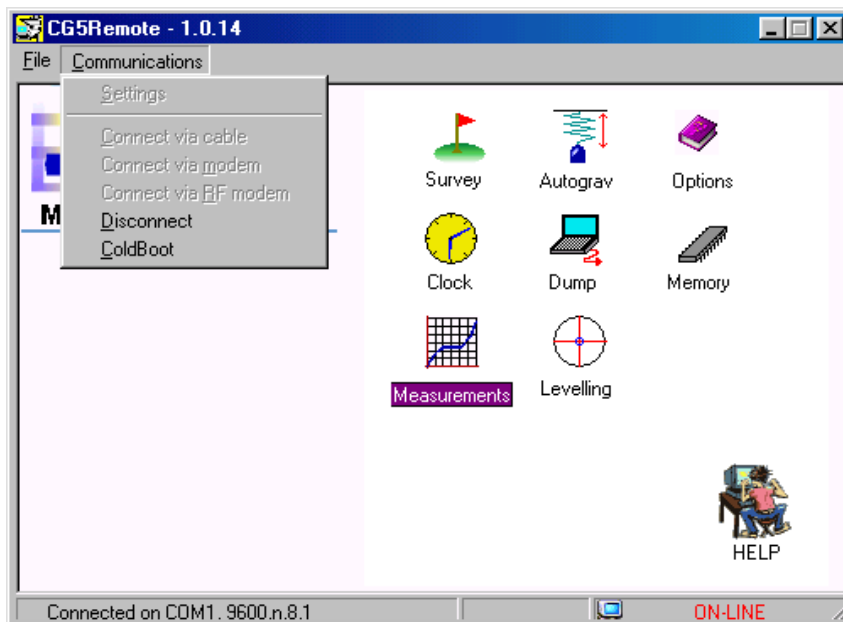 CG5Remote - 1.0.14
File Communications
Settings
Connect via cable
Connect via modem
Connect via RF modem
Disconnect
ColdBoot
M
Survey Autograv Options
Clock Dump Memory
Measurements Levelling
HELP
Connected on COM1. 9600.n.8.1 ON-LINE